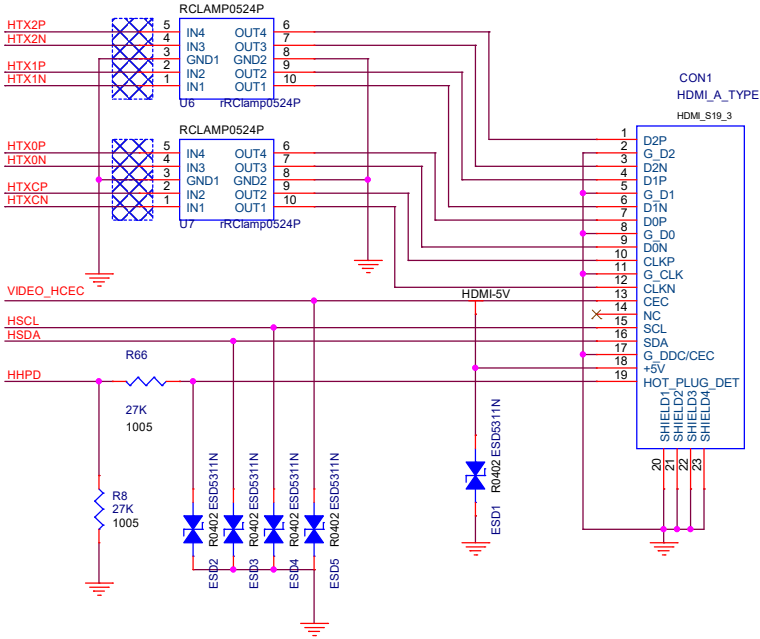 RCLAMP0524P
HTX2P 5 IN4 OUT4 6
HTX2N 4 IN3 OUT3 7
3 GND1 GND2 8
HTX1P 2 IN2 OUT2 9
HTX1N 1 IN1 OUT1 10
U6 rRClamp0524P
RCLAMP0524P
HTX0P 5 IN4 OUT4 6
HTX0N 4 IN3 OUT3 7
3 GND1 GND2 8
HTXCP 2 IN2 OUT2 9
HTXCN 1 IN1 OUT1 10
U7 rRClamp0524P
CON1
HDMI_A_TYPE
HDMI_S19_3
1 D2P
2 G_D2
3 D2N
4 D1P
5 G_D1
6 D1N
7 D0P
8 G_D0
9 D0N
10 CLKP
11 G_CLK
12 CLKN
13 CEC
14 NC
15 SCL
16 SDA
17 G_DDC/CEC
18 +5V
19 HOT_PLUG_DET
SHIELD1
SHIELD2
SHIELD3
SHIELD4
20
21
22
23
VIDEO_HCEC
HDMI-5V
HSCL
HSDA
HHPD
R66
27K
1005
R8
27K
1005
ESD2 R0402 ESD5311N
ESD3 R0402 ESD5311N
ESD4 R0402 ESD5311N
ESD5 R0402 ESD5311N
ESD1 R0402 ESD5311N